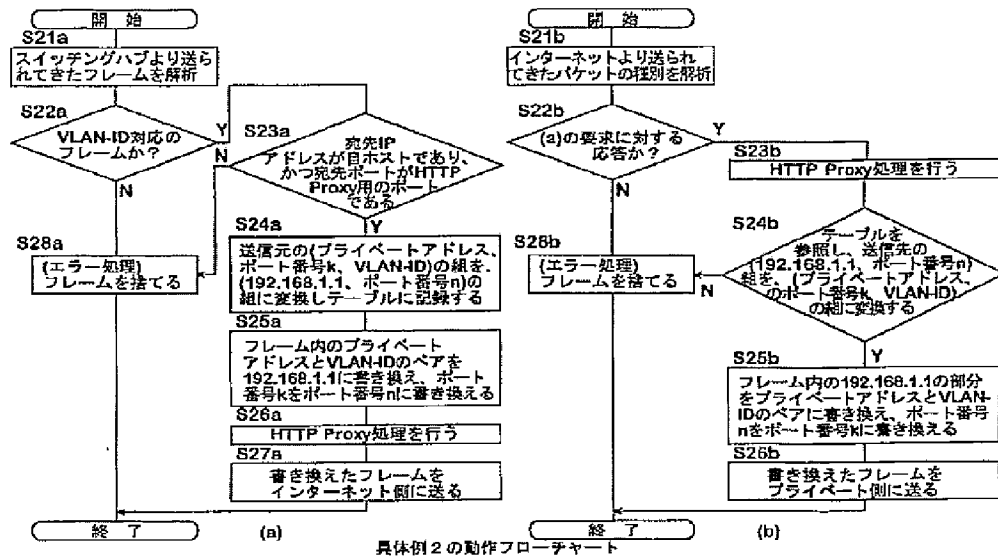 開 始
S21a
スイッチングハブより送ら
れてきたフレームを解析
S22a
VLAN-ID対応の
フレームか?
Y
N
S23a
宛先IP
アドレスが自ホストであり、
かつ宛先ポートがHTTP
Proxy用のポート
である
N
Y
S24a
送信元の(プライベートアドレス、
ポート番号k、VLAN-ID)の組を、
(192.168.1.1、ポート番号n)の
組に変換しテーブルに記録する
S28a
(エラー処理)
フレームを捨てる
S25a
フレーム内のプライベート
アドレスとVLAN-IDのペアを
192.168.1.1に書き換え、ポート
番号kをポート番号nに書き換える
S26a
HTTP Proxy処理を行う
S27a
書き換えたフレームを
インターネット側に送る
終 了
(a)
開 始
S21b
インターネットより送られ
てきたパケットの種別を解析
S22b
(a)の要求に対する
応答か?
Y
N
S23b
HTTP Proxy処理を行う
S24b
テーブルを
参照し、送信先の
(192.168.1.1、ポート番号n)
組を、(プライベートアドレス、
のポート番号k、VLAN-ID)
の組に変換する
N
Y
S28b
(エラー処理)
フレームを捨てる
S25b
フレーム内の192.168.1.1の部分
をプライベートアドレスとVLAN-
IDのペアに書き換え、ポート番号
nをポート番号kに書き換える
S26b
書き換えたフレームを
プライベート側に送る
終 了
(b)
具体例2の動作フローチャート